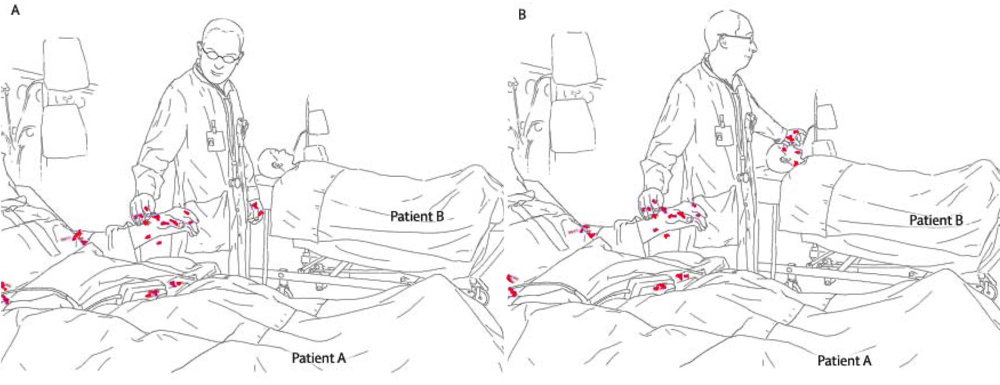 A
Patient B
Patient A
B
Patient B
Patient A